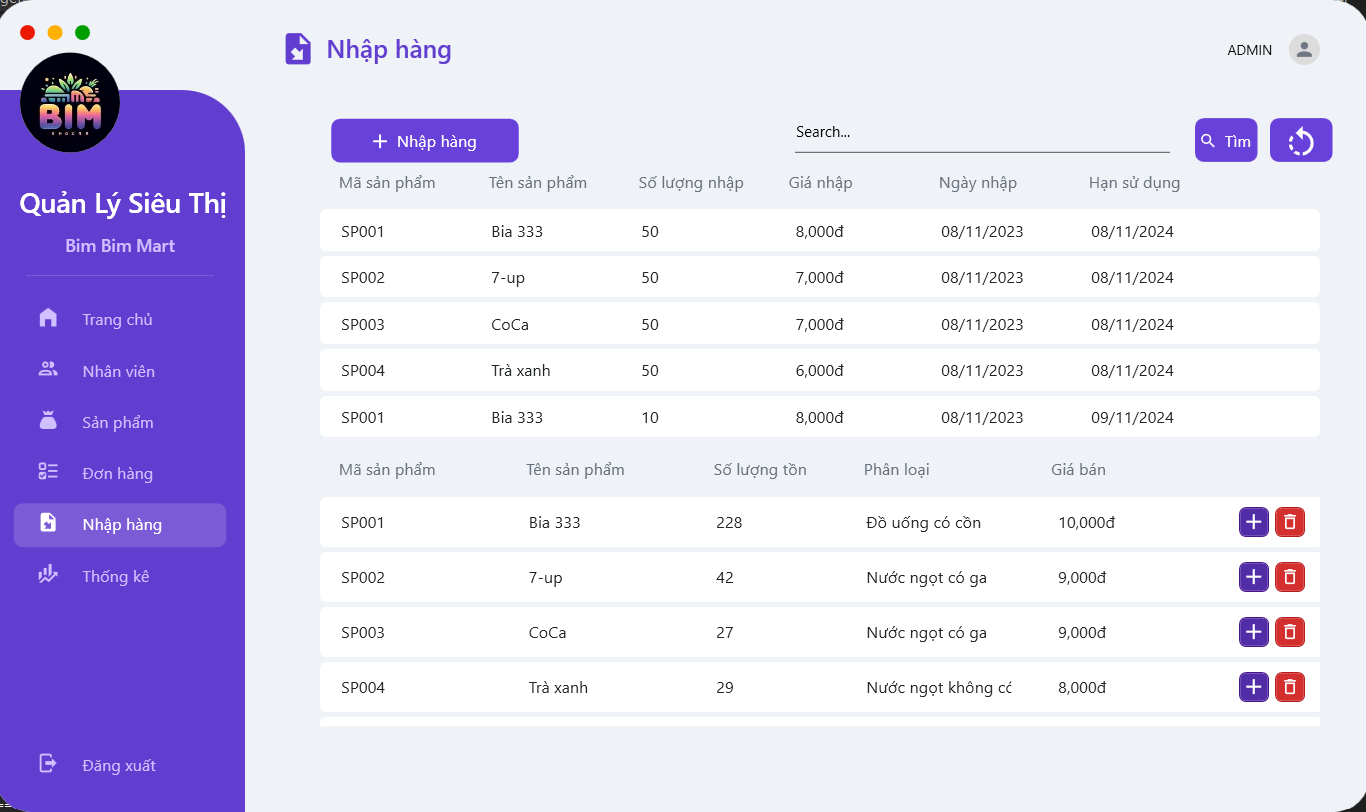 Nhập hàng
ADMIN
BIM
Quản Lý Siêu Thị
Bim Bim Mart
Trang chủ
Nhân viên
Sản phẩm
Đơn hàng
Nhập hàng
Thống kê
Đăng xuất
+ Nhập hàng
Search...
Tìm
Mã sản phẩm Tên sản phẩm Số lượng nhập Giá nhập Ngày nhập Hạn sử dụng
SP001 Bia 333 50 8,000đ 08/11/2023 08/11/2024
SP002 7-up 50 7,000đ 08/11/2023 08/11/2024
SP003 CoCa 50 7,000đ 08/11/2023 08/11/2024
SP004 Trà xanh 50 6,000đ 08/11/2023 08/11/2024
SP001 Bia 333 10 8,000đ 08/11/2023 09/11/2024
Mã sản phẩm Tên sản phẩm Số lượng tồn Phân loại Giá bán
SP001 Bia 333 228 Đồ uống có cồn 10,000đ
SP002 7-up 42 Nước ngọt có ga 9,000đ
SP003 CoCa 27 Nước ngọt có ga 9,000đ
SP004 Trà xanh 29 Nước ngọt không 8,000đ